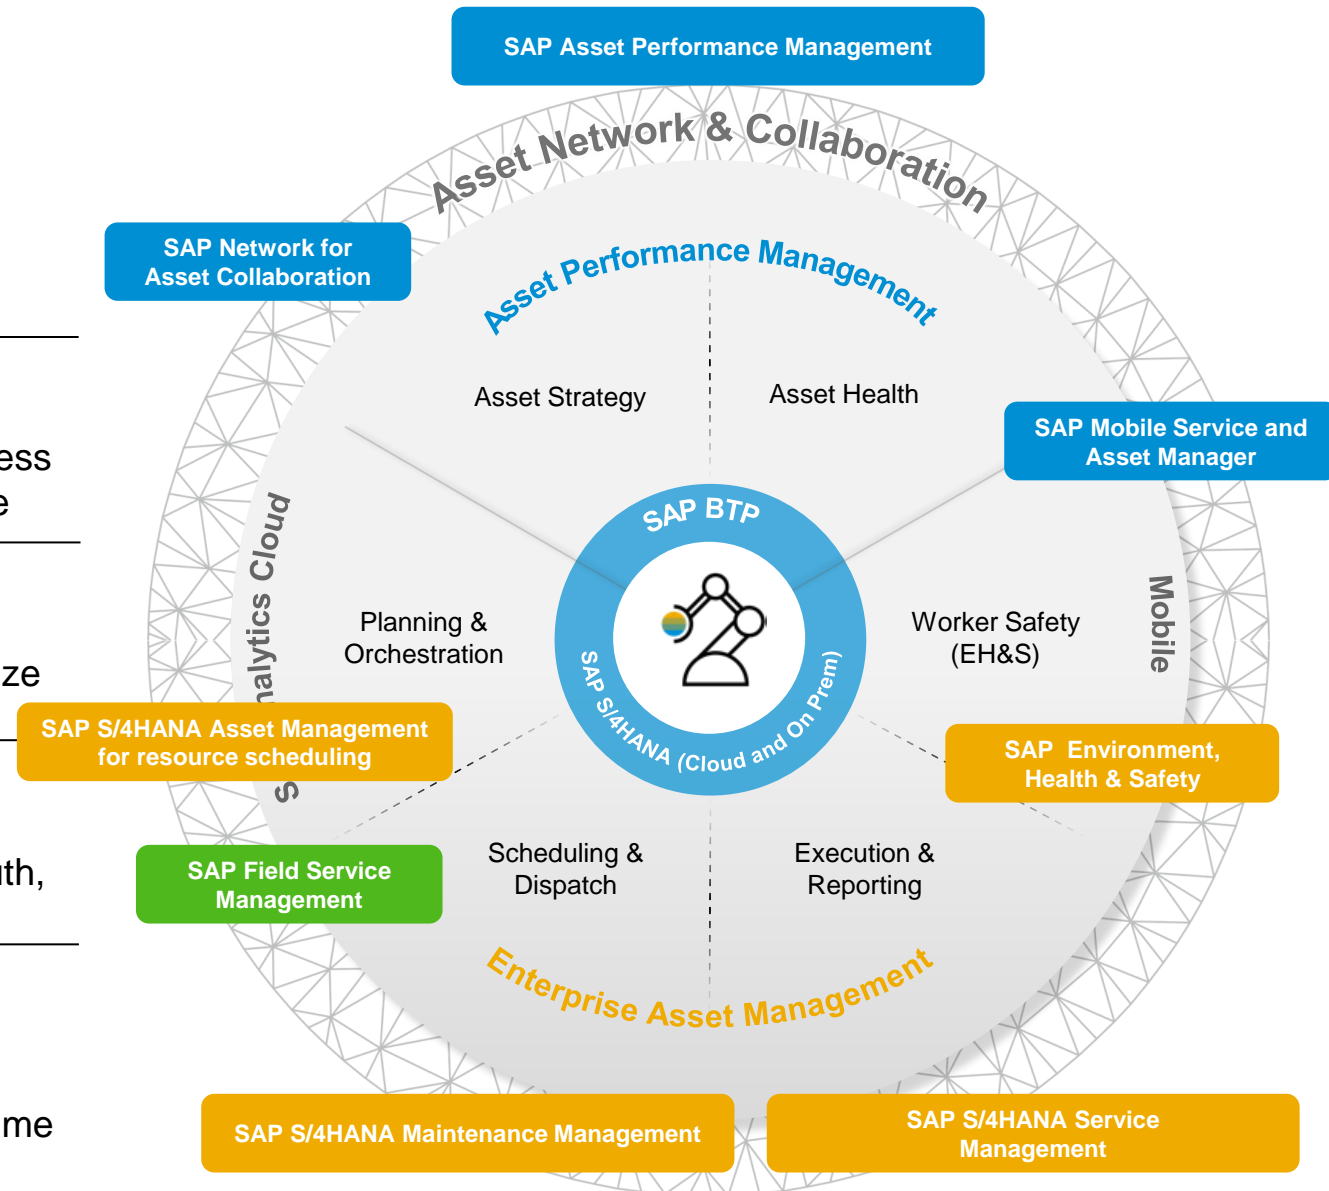 SAP Asset Performance Management
Asset Network & Collaboration
SAP Network for
Asset Collaboration
Asset Performance Management
Asset Strategy
Asset Health
SAP Mobile Service and
Asset Manager
ess
e
SAP BTP
SAP S/4HANA (Cloud and On Prem)
S
nalytics Cloud
Mobile
Planning &
Orchestration
Worker Safety
(EH&S)
ze
SAP S/4HANA Asset Management
for resource scheduling
SAP  Environment,
Health & Safety
Scheduling &
Dispatch
Execution &
Reporting
SAP Field Service
Management
th,
Enterprise Asset Management
me
SAP S/4HANA Maintenance Management
SAP S/4HANA Service
Management